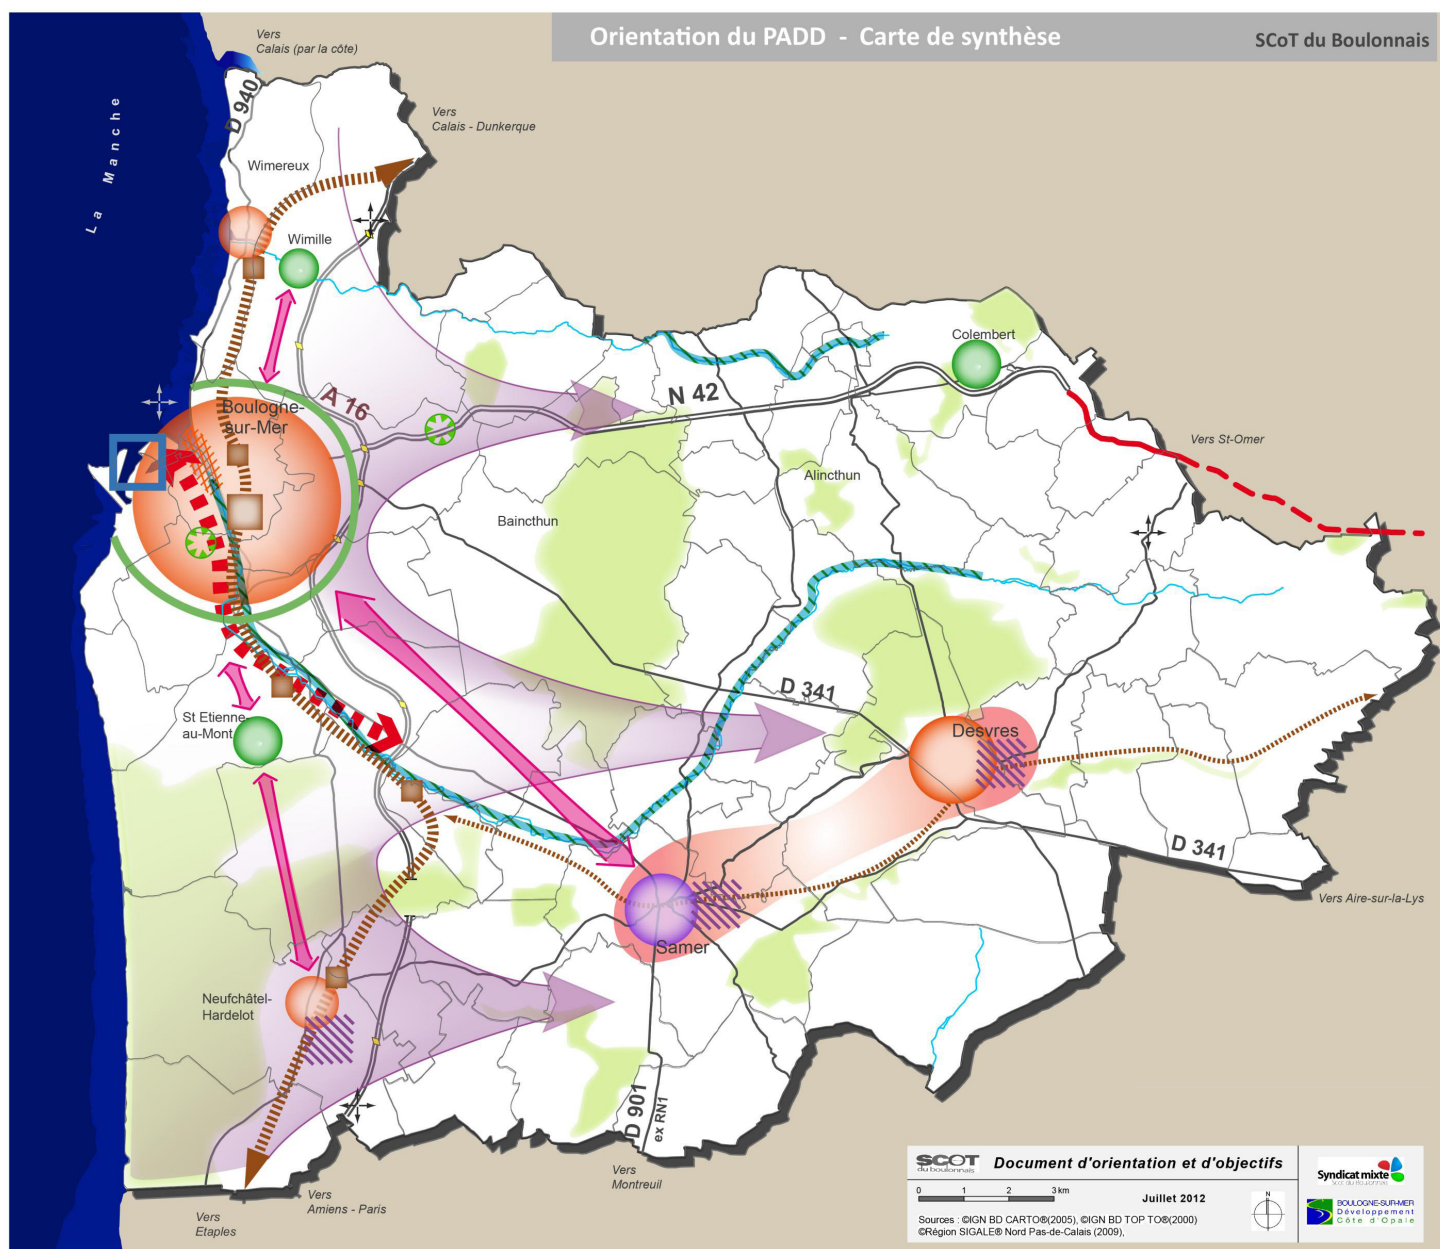 Orientation du PADD - Carte de synthèse
SCoT du Boulonnais
Vers
Calais (par la côte)
D 940
Vers
Calais - Dunkerque
La Manche
Wimereux
Wimille
Colembert
A 16
N 42
Boulogne-
sur-Mer
Vers St-Omer
Alincthun
Baincthun
D 341
St Etienne-
au-Mont
Desvres
D 341
Vers Aire-sur-la-Lys
Samer
Neufchâtel-
Hardelot
D 901
ex RN1
Vers
Montreuil
Vers
Amiens - Paris
Vers
Etaples
SCOT
du boulonnais
Document d'orientation et d'objectifs
0 1 2 3 km
Juillet 2012
N
Sources : ©IGN BD CARTO®(2005), ©IGN BD TOP TO®(2000)
©Région SIGALE® Nord Pas-de-Calais (2009),
Syndicat mixte
SCOT DU BOULONNAIS
BOULOGNE-SUR-MER
Développement
Côte d'Opale